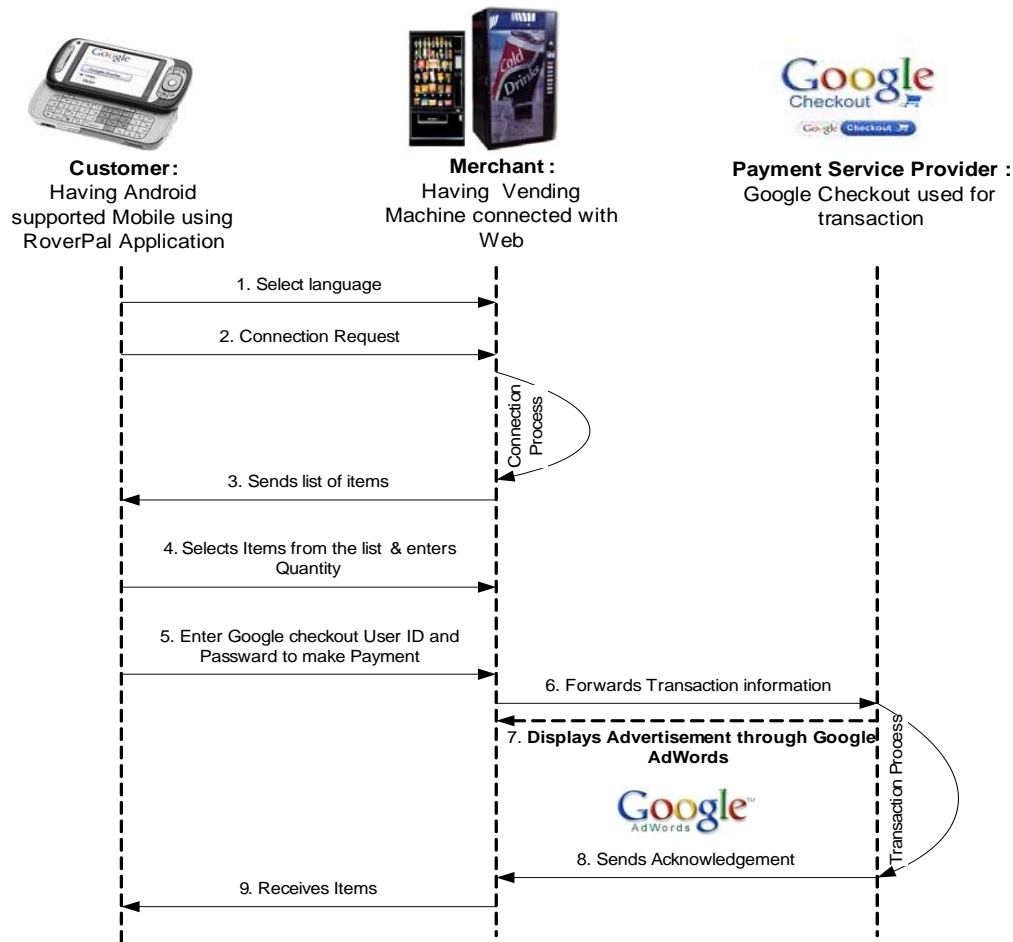 Google
Cold
Drinks
Google
Checkout
Google Checkout
Customer:
Having Android
supported Mobile using
RoverPal Application
Merchant :
Having Vending
Machine connected with
Web
Payment Service Provider :
Google Checkout used for
transaction
1. Select language
2. Connection Request
Connection
Process
3. Sends list of items
4. Selects Items from the list & enters
Quantity
5. Enter Google checkout User ID and
Passward to make Payment
6. Forwards Transaction information
7. Displays Advertisement through Google
AdWords
Transaction Process
Google™
AdWords
8. Sends Acknowledgement
9. Receives Items